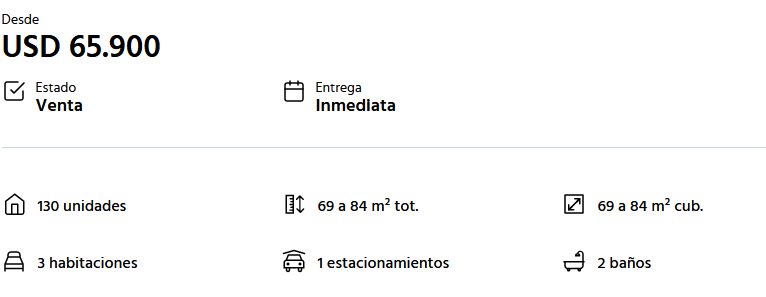 Desde
USD 65.900
Estado
Venta
Entrega
Inmediata
130 unidades
69 a 84 m² tot.
69 a 84 m² cub.
3 habitaciones
1 estacionamientos
2 baños